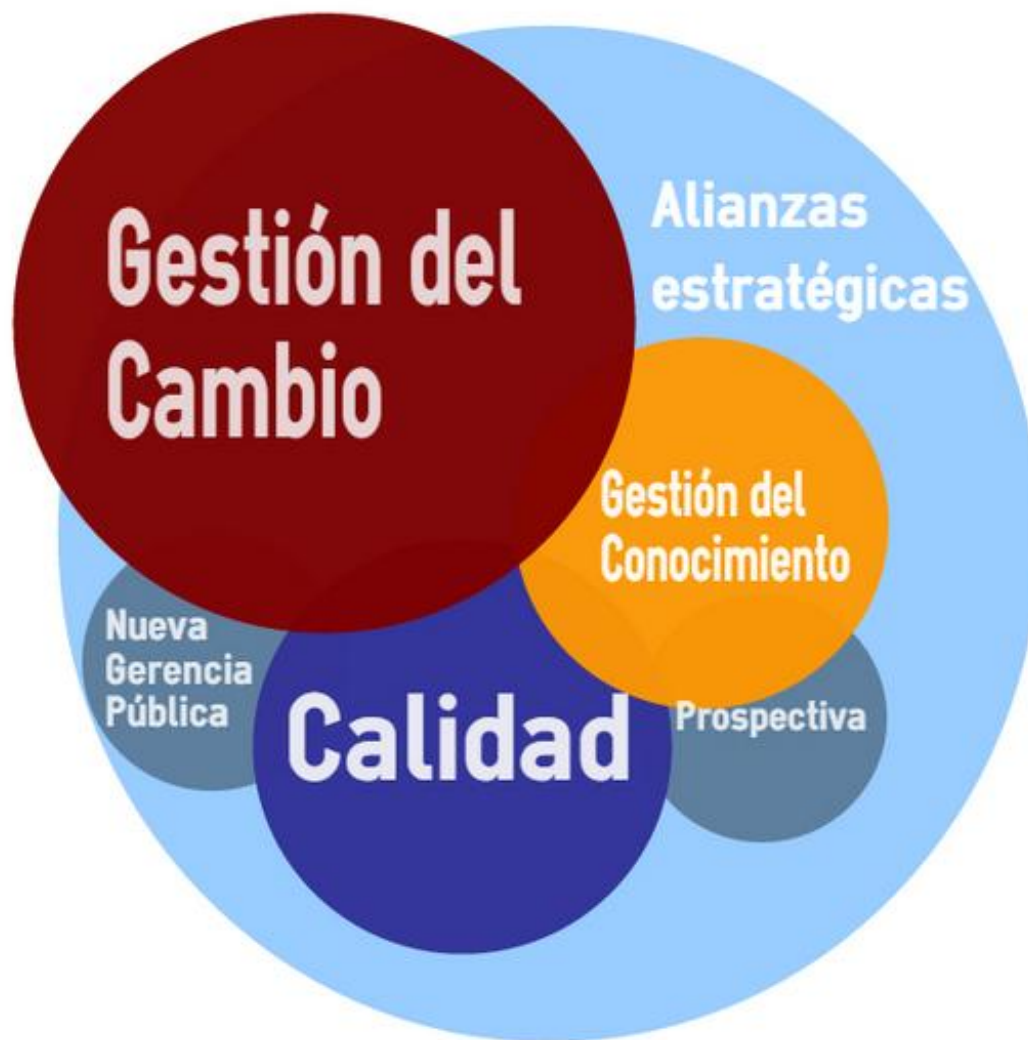 Gestión del
Cambio
Alianzas
estratégicas
Gestión del
Conocimiento
Nueva
Gerencia
Pública
Calidad
Prospectiva